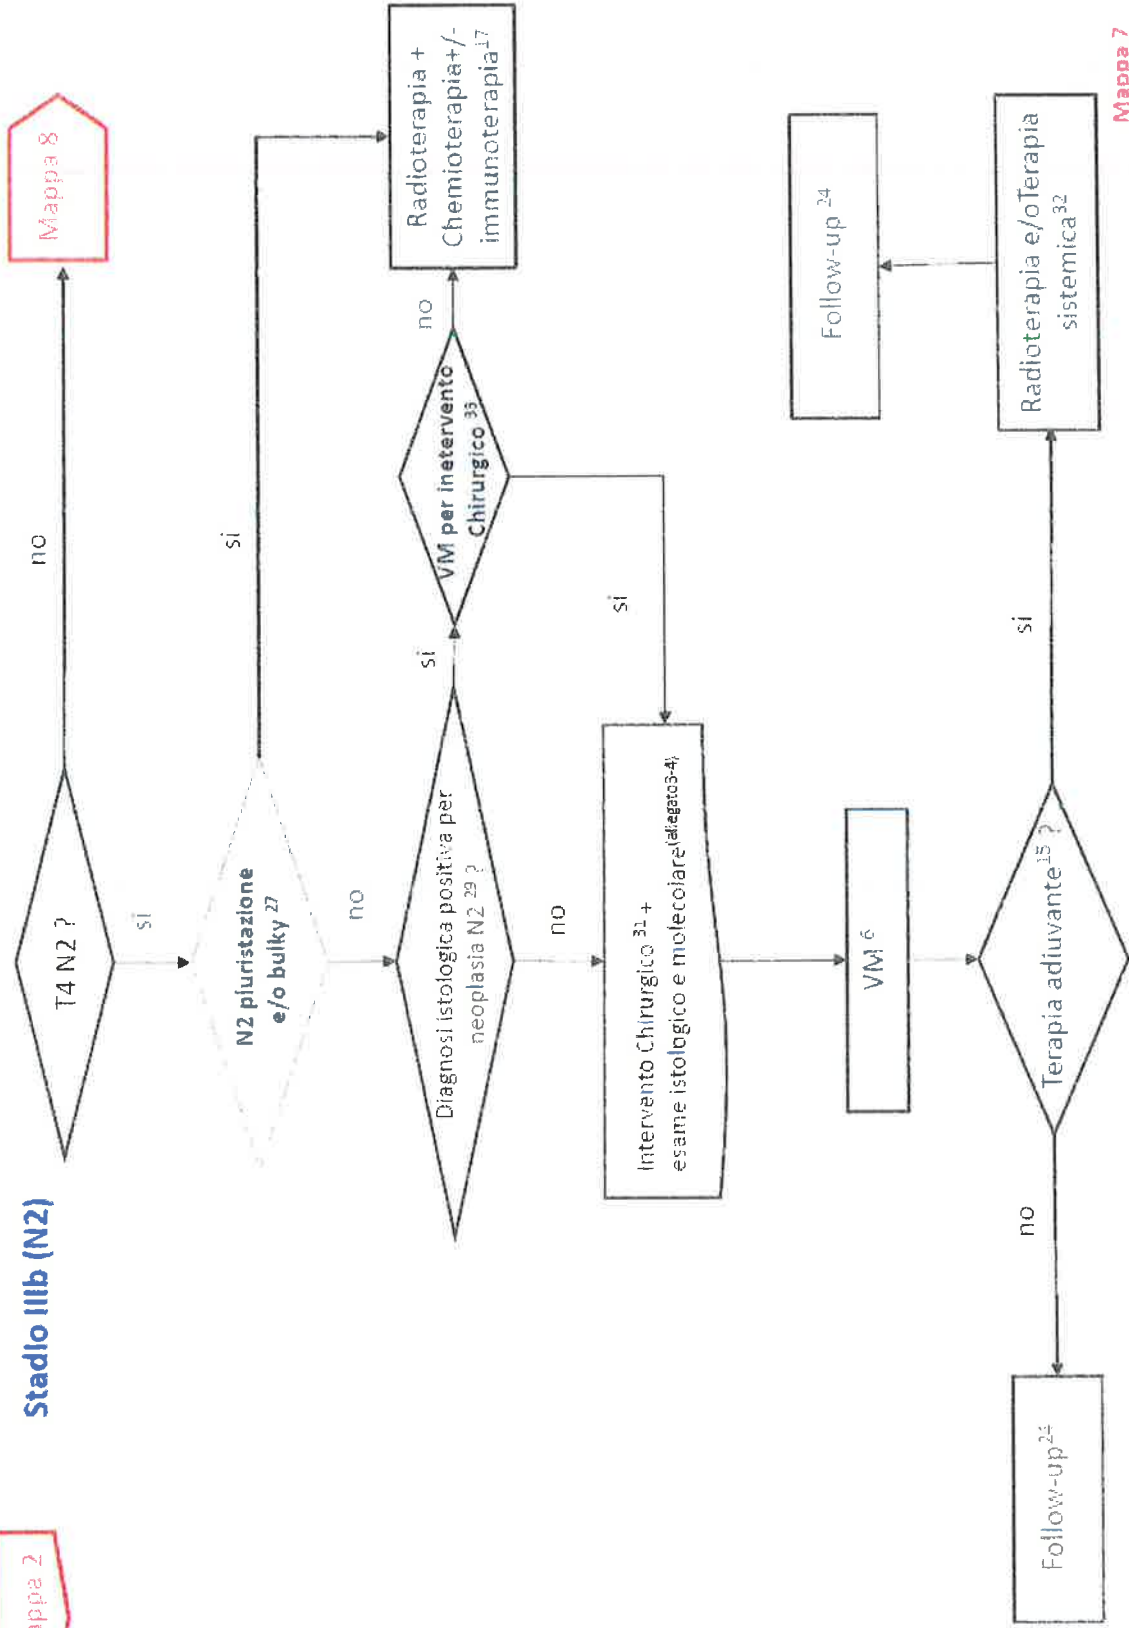 appa 2
Stadio IIIb (N2)
T4 N2 ?
no
Mappa 8
si
N2 pluristazione
e/o bulky 27
si
no
Diagnosi istologica positiva per
neoplasia N2 29 ?
si
VM per inetervento
Chirurgico 33
no
Radioterapia +
Chemioterapia+/-
immunoterapia17
no
si
Intervento Chirurgico 31 +
esame istologico e molecolare(allegato3-4)
VM 6
Follow-up 24
Terapia adiuvante15 ?
si
Radioterapia e/oTerapia
sistemica32
no
Follow-up24
Mappa 7